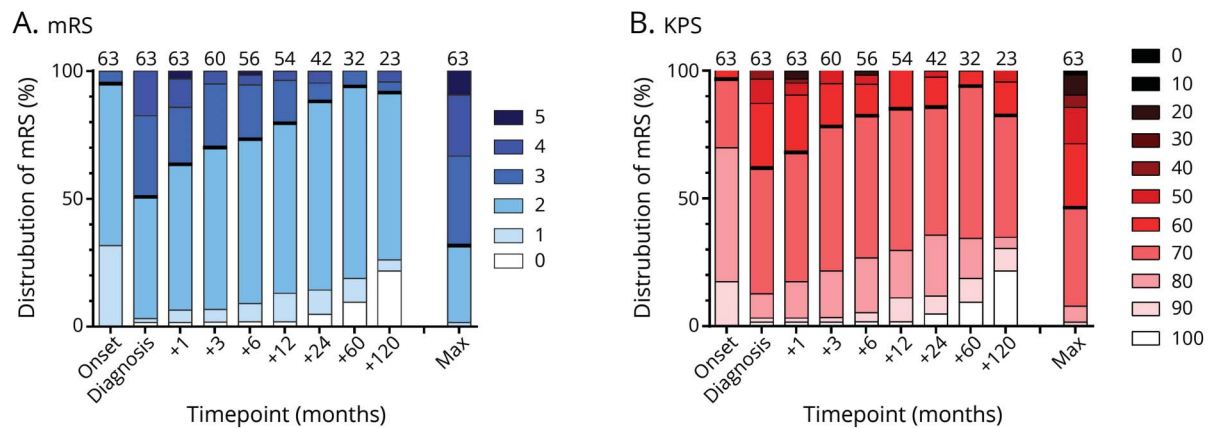 A. mRS
63 63 63 60 56 54 42 32 23 63
Distrubution of mRS (%)
100
50
0
Onset
Diagnosis
+1
+3
+6
+12
+24
+60
+120
Max
Timepoint (months)
5
4
3
2
1
0
B. KPS
63 63 63 60 56 54 42 32 23 63
Distrubution of mRS (%)
100
50
0
Onset
Diagnosis
+1
+3
+6
+12
+24
+60
+120
Max
Timepoint (months)
0
10
20
30
40
50
60
70
80
90
100